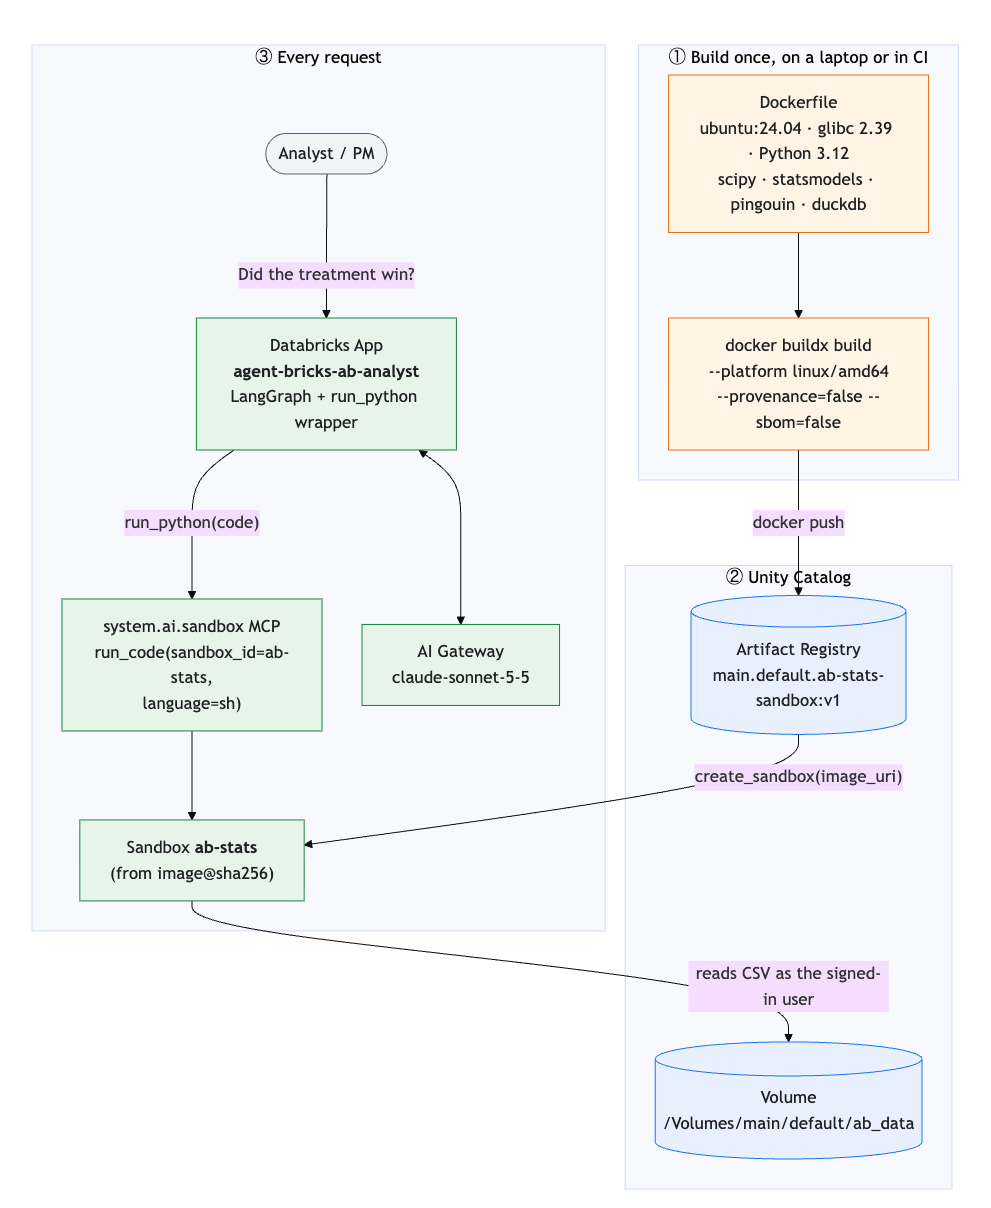 ③ Every request
Analyst / PM
Did the treatment win?
Databricks App
agent-bricks-ab-analyst
LangGraph + run_python
wrapper
run_python(code)
system.ai.sandbox MCP
run_code(sandbox_id=ab-
stats,
language=sh)
AI Gateway
claude-sonnet-5-5
Sandbox ab-stats
(from image@sha256)
① Build once, on a laptop or in CI
Dockerfile
ubuntu:24.04 · glibc 2.39
· Python 3.12
scipy · statsmodels ·
pingouin · duckdb
docker buildx build
--platform linux/amd64
--provenance=false --
sbom=false
docker push
② Unity Catalog
Artifact Registry
main.default.ab-stats-
sandbox:v1
create_sandbox(image_uri)
reads CSV as the signed-
in user
Volume
/Volumes/main/default/ab_data